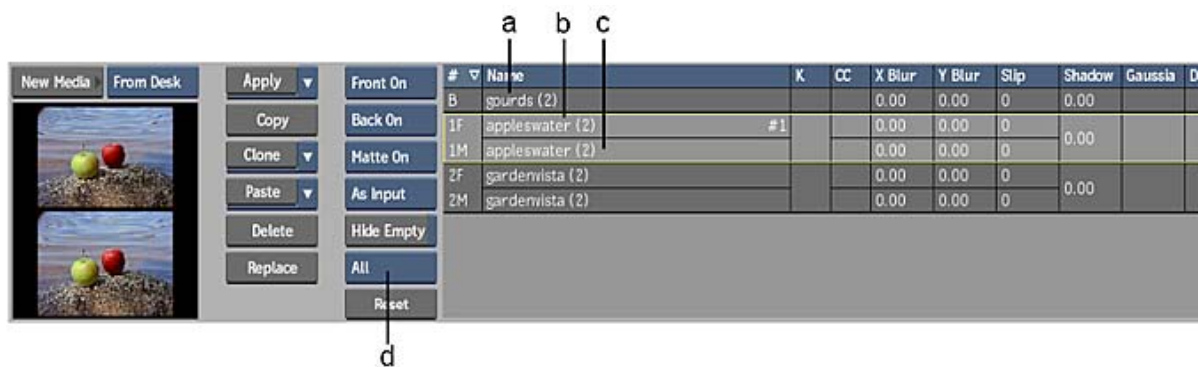 a b c
New Media From Desk Apply Front On # Name K CC X Blur Y Blur Slip Shadow Gaussia D
B gourds (2) 0.00 0.00 0 0.00
Copy Back On 1F appleswater (2) #1 0.00 0.00 0 0.00
Clone Matte On 1M appleswater (2) 0.00 0.00 0
Paste As Input 2F gardenvista (2) 0.00 0.00 0 0.00
2M gardenvista (2) 0.00 0.00 0
Delete Hide Empty
Replace All
Reset
d